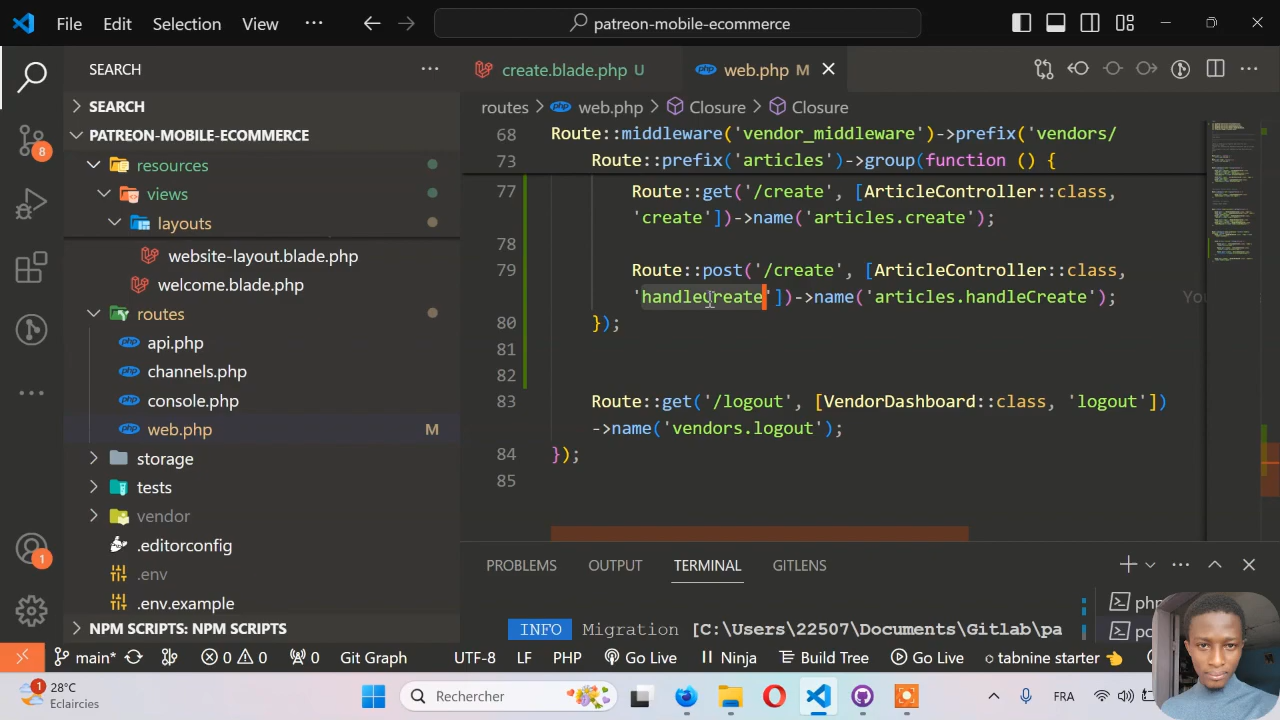 File Edit Selection View ··· patreon-mobile-ecommerce
SEARCH ···
SEARCH
PATREON-MOBILE-ECOMMERCE
resources
views
layouts
website-layout.blade.php
welcome.blade.php
routes
api.php
channels.php
console.php
web.php M
storage
tests
vendor
.editorconfig
.env
.env.example
NPM SCRIPTS: NPM SCRIPTS
8
1
create.blade.php U web.php M
routes > web.php > Closure > Closure
68 Route::middleware('vendor_middleware')->prefix('vendors/
73 Route::prefix('articles')->group(function () {
77 Route::get('/create', [ArticleController::class,
'create'])->name('articles.create');
78
79 Route::post('/create', [ArticleController::class,
'handleCreate'])->name('articles.handleCreate'); You
80 });
81
82
83 Route::get('/logout', [VendorDashboard::class, 'logout'])
->name('vendors.logout');
84 });
85
PROBLEMS OUTPUT TERMINAL GITLENS
INFO Migration [C:\Users\22507\Documents\Gitlab\pa
php
po
main* 0 0 0 Git Graph UTF-8 LF PHP Go Live Ninja Build Tree Go Live tabnine starter
1
28°C
Eclaircies
Rechercher
FRA